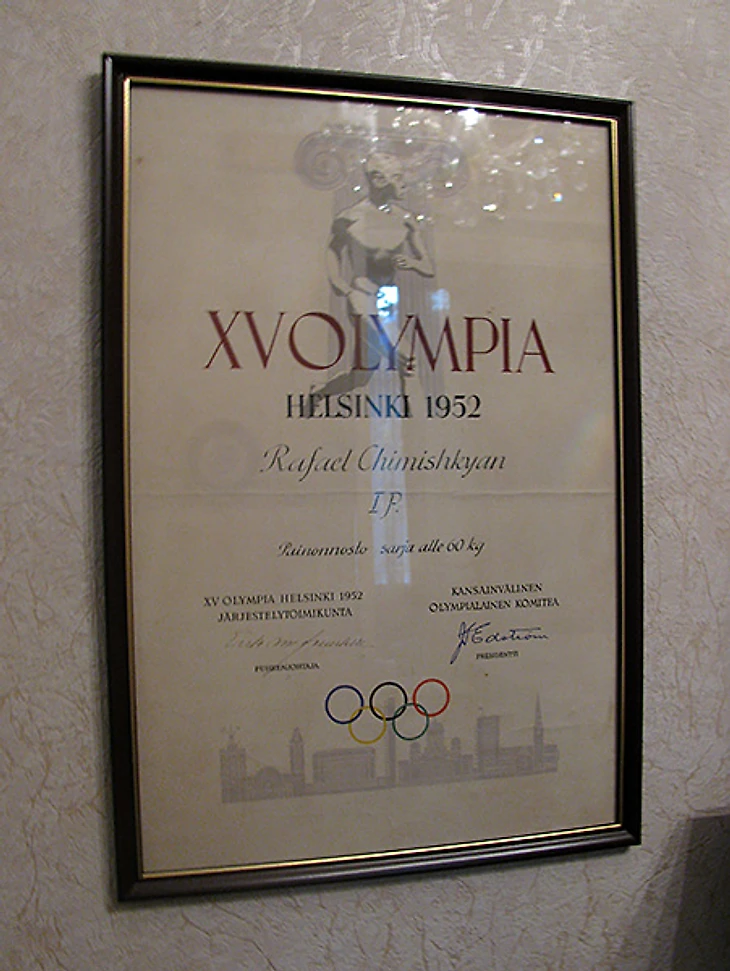 XV OLYMPIA
HELSINKI 1952
Rafael Chimishkyan
I P.
Painonnosto sarja alle 60 kg
XV OLYMPIA HELSINKI 1952
JÄRJESTELYTOIMIKUNTA
PUHEENJOHTAJA
KANSAINVÄLINEN
OLYMPIALAINEN KOMITEA
J S Edström
PRESIDENTTI